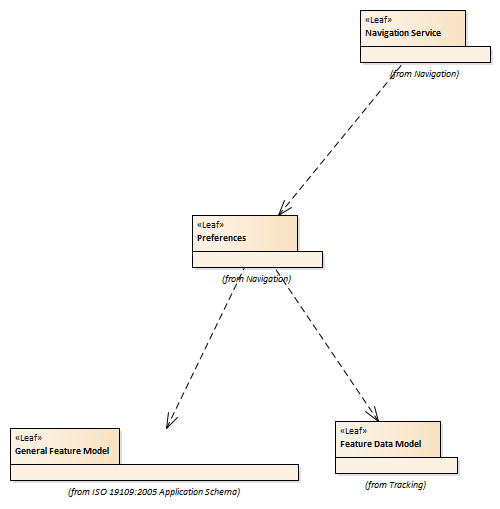 «Leaf»
Navigation Service
(from Navigation)
«Leaf»
Preferences
(from Navigation)
«Leaf»
General Feature Model
(from ISO 19109:2005 Application Schema)
«Leaf»
Feature Data Model
(from Tracking)